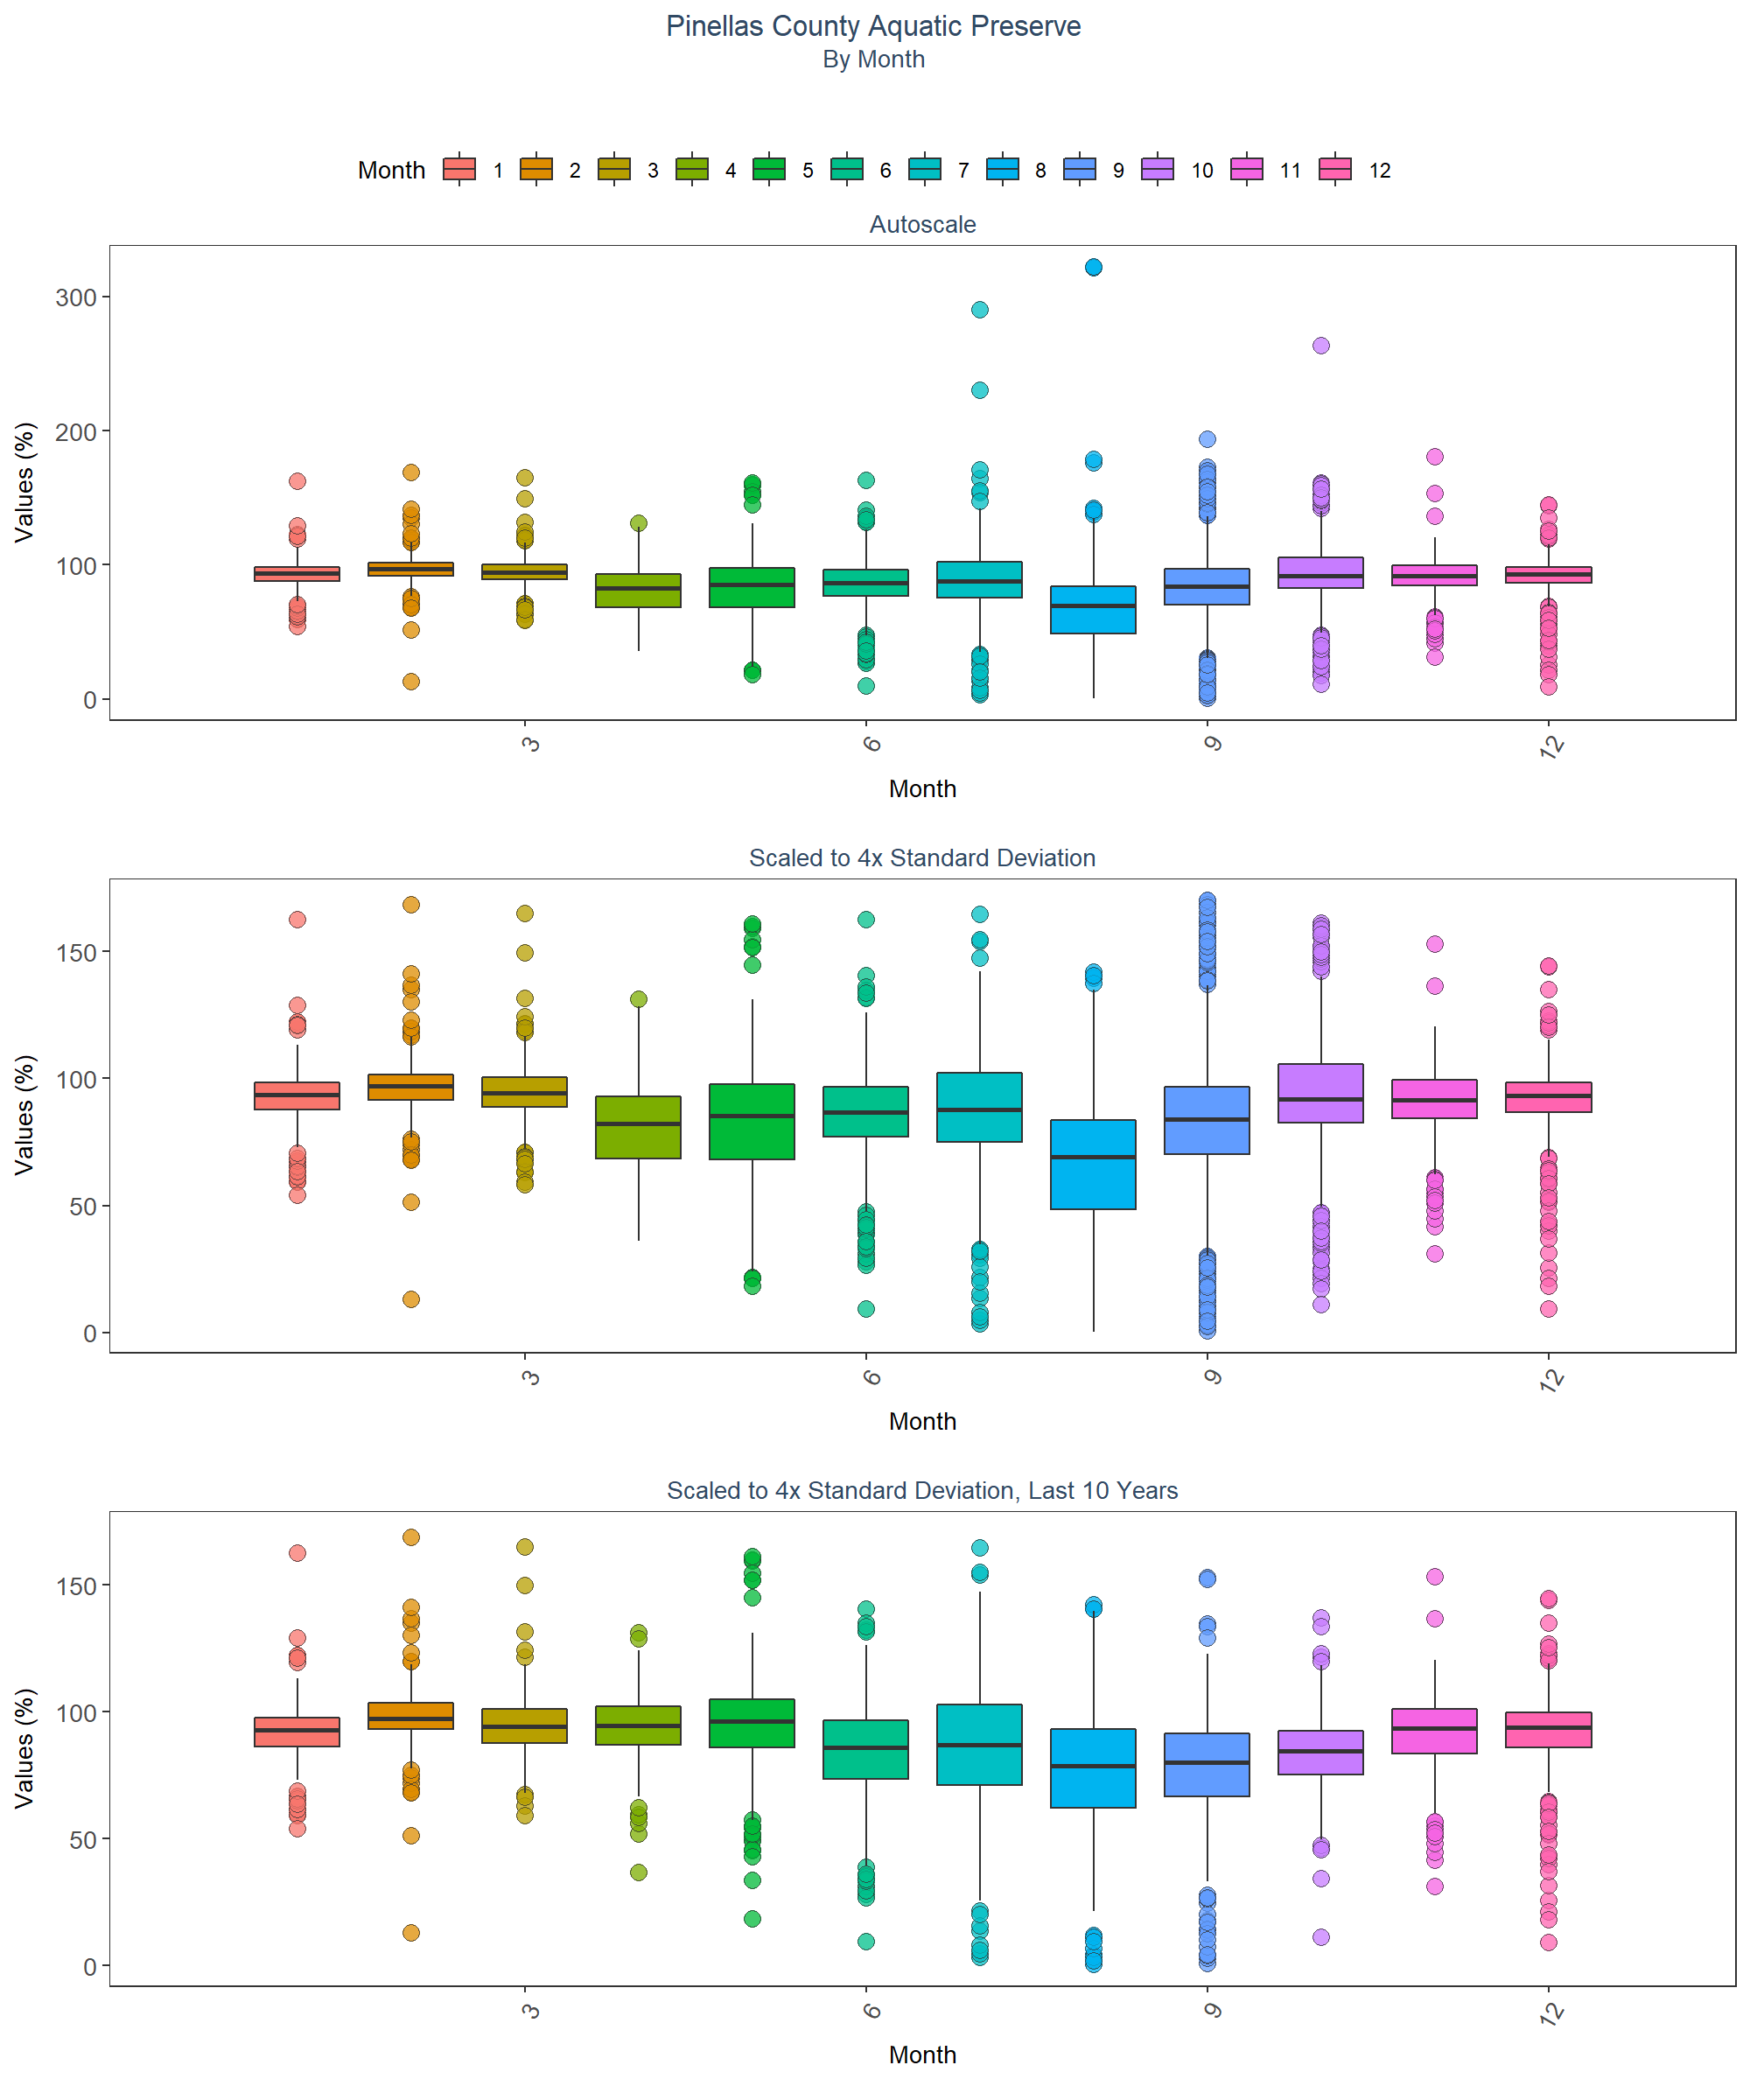 Pinellas County Aquatic Preserve
By Month
Month 1 2 3 4 5 6 7 8 9 10 11 12
Autoscale
300
200
100
0
Values (%)
3 6 9 12
Month
Scaled to 4x Standard Deviation
150
100
50
0
Values (%)
3 6 9 12
Month
Scaled to 4x Standard Deviation, Last 10 Years
150
100
50
0
Values (%)
3 6 9 12
Month